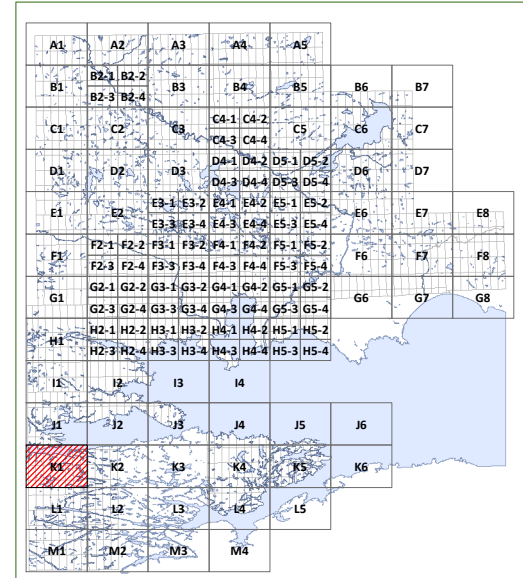 A1 A2 A3 A4 A5
B1 B2-1 B2-2 B3 B4 B5 B6 B7
B2-3 B2-4
C1 C2 C3 C4-1 C4-2 C5 C6 C7
C4-3 C4-4
D1 D2 D3 D4-1 D4-2 D5-1 D5-2 D6 D7
D4-3 D4-4 D5-3 D5-4
E1 E2 E3-1 E3-2 E4-1 E4-2 E5-1 E5-2 E6 E7 E8
E3-3 E3-4 E4-3 E4-4 E5-3 E5-4
F1 F2-1 F2-2 F3-1 F3-2 F4-1 F4-2 F5-1 F5-2 F6 F7 F8
F2-3 F2-4 F3-3 F3-4 F4-3 F4-4 F5-3 F5-4
G1 G2-1 G2-2 G3-1 G3-2 G4-1 G4-2 G5-1 G5-2 G6 G7 G8
G2-3 G2-4 G3-3 G3-4 G4-3 G4-4 G5-3 G5-4
H1 H2-1 H2-2 H3-1 H3-2 H4-1 H4-2 H5-1 H5-2
H2-3 H2-4 H3-3 H3-4 H4-3 H4-4 H5-3 H5-4
I1 I2 I3 I4
J1 J2 J3 J4 J5 J6
K1 K2 K3 K4 K5 K6
L1 L2 L3 L4 L5
M1 M2 M3 M4